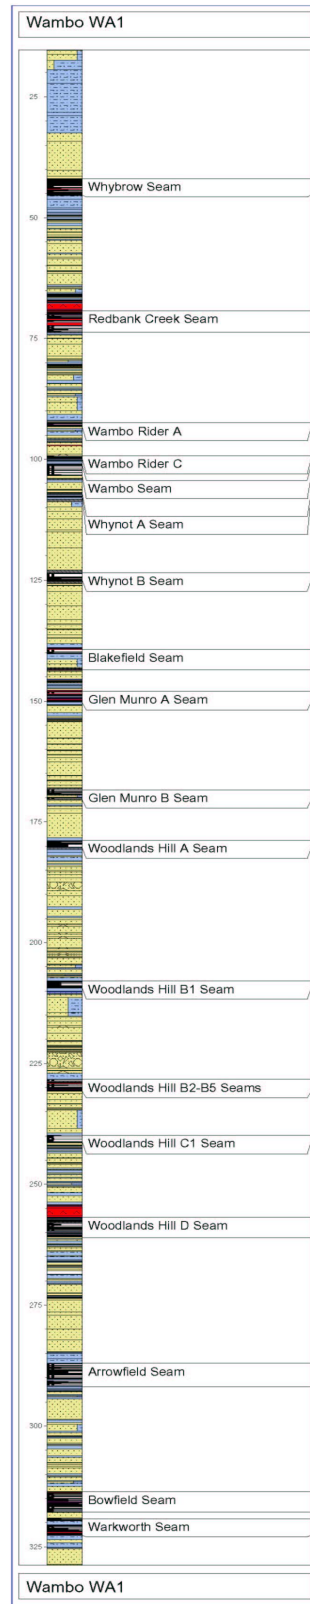 Wambo WA1
25
Whybrow Seam
50
Redbank Creek Seam
75
Wambo Rider A
100
Wambo Rider C
Wambo Seam
Whynot A Seam
125
Whynot B Seam
Blakefield Seam
150
Glen Munro A Seam
Glen Munro B Seam
175
Woodlands Hill A Seam
200
Woodlands Hill B1 Seam
225
Woodlands Hill B2-B5 Seams
Woodlands Hill C1 Seam
250
Woodlands Hill D Seam
275
Arrowfield Seam
300
Bowfield Seam
Warkworth Seam
325
Wambo WA1